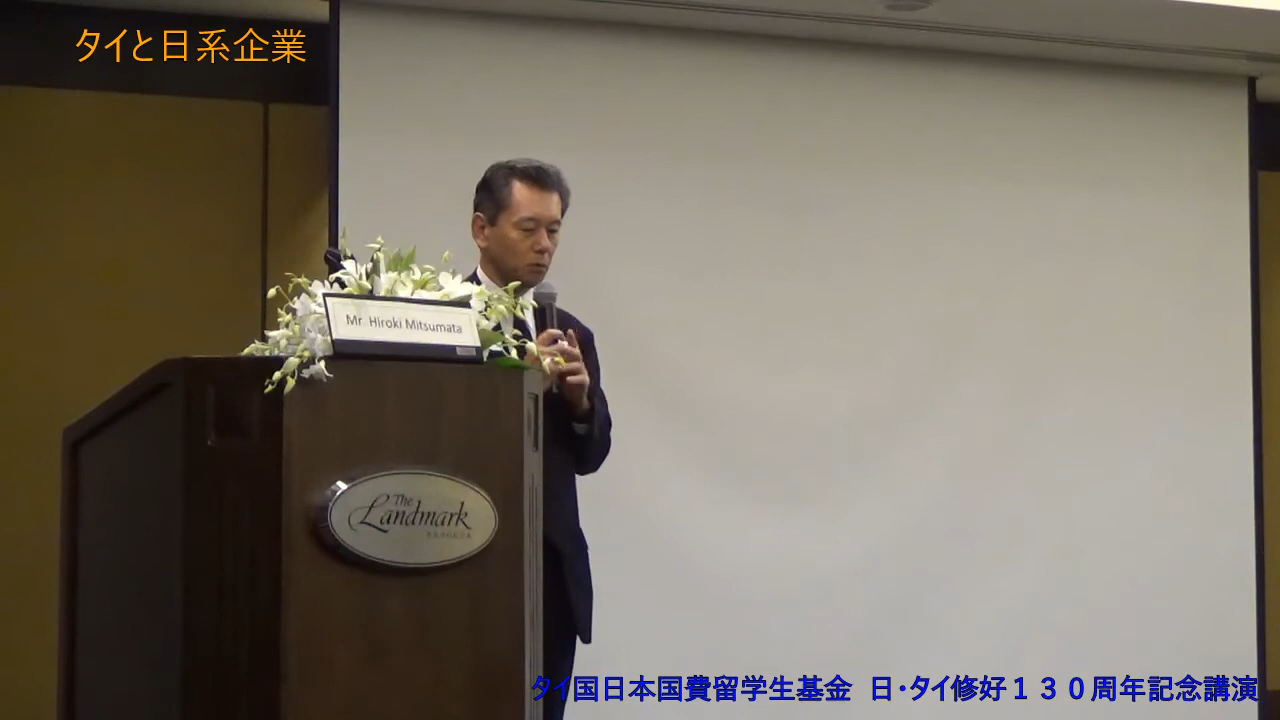 タイと日系企業
Mr. Hiroki Mitsumata
The
Landmark
BANGKOK
タイ国日本国費留学生基金 日・タイ修好１３０周年記念講演